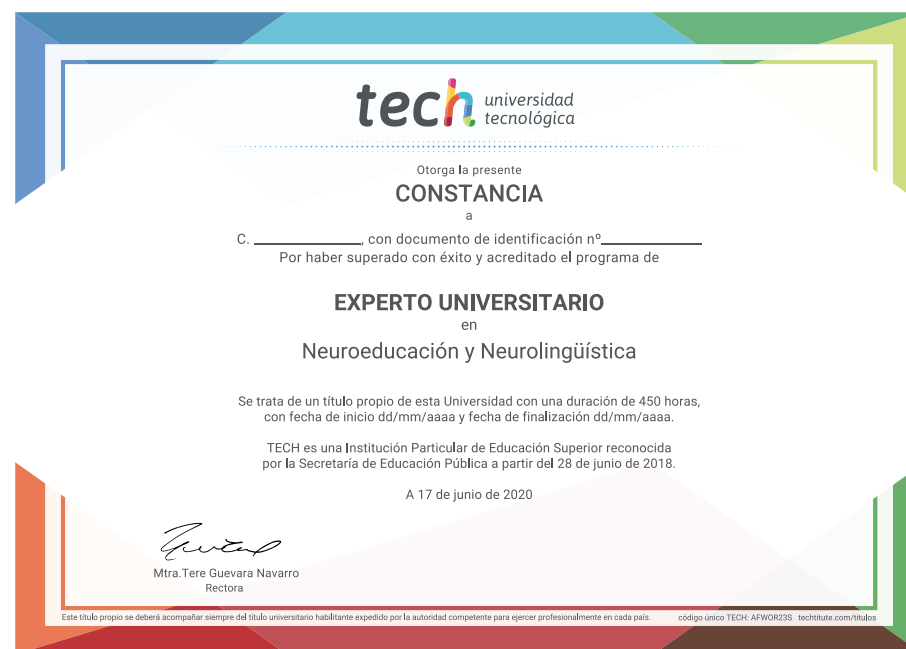 tech universidad
tecnológica
Otorga la presente
CONSTANCIA
a
C. ______________, con documento de identificación nº_____________
Por haber superado con éxito y acreditado el programa de
EXPERTO UNIVERSITARIO
en
Neuroeducación y Neurolingüística
Se trata de un título propio de esta Universidad con una duración de 450 horas,
con fecha de inicio dd/mm/aaaa y fecha de finalización dd/mm/aaaa.
TECH es una Institución Particular de Educación Superior reconocida
por la Secretaría de Educación Pública a partir del 28 de junio de 2018.
A 17 de junio de 2020
Mtra.Tere Guevara Navarro
Rectora
Este título propio se deberá acompañar siempre del título universitario habilitante expedido por la autoridad competente para ejercer profesionalmente en cada país. código único TECH: AFWOR23S techtitute.com/titulos